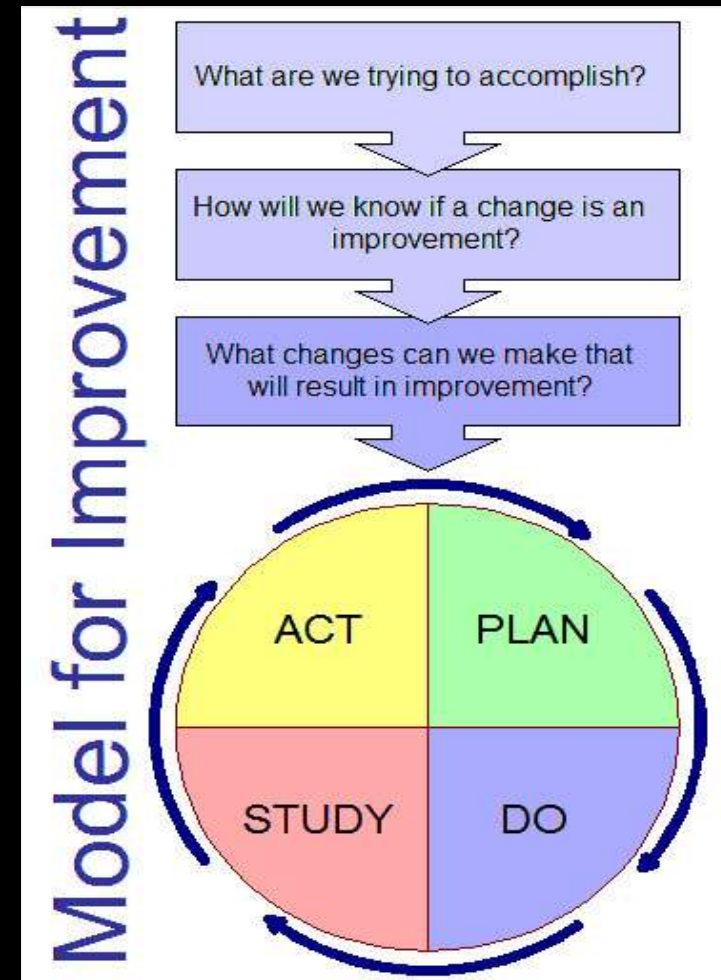 Model for Improvement
What are we trying to accomplish?
How will we know if a change is an
improvement?
What changes can we make that
will result in improvement?
ACT
PLAN
STUDY
DO